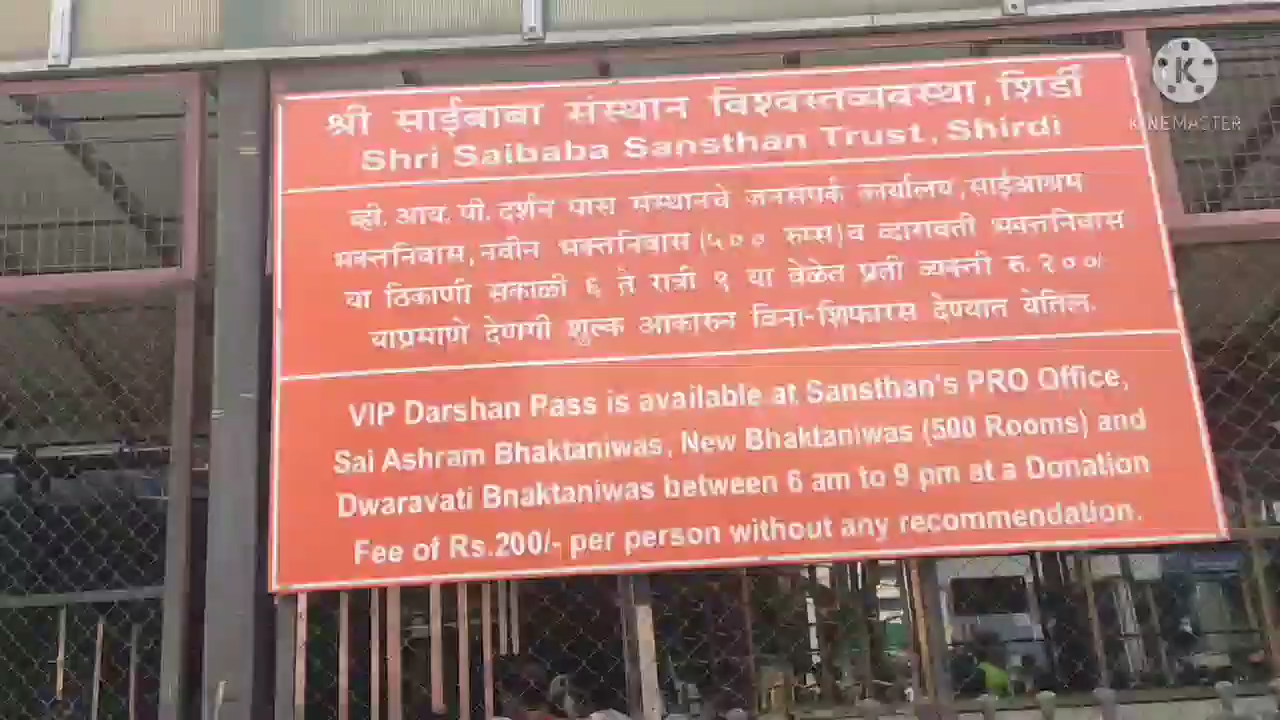 श्री साईबाबा संस्थान विश्वस्तव्यवस्था, शिर्डी
Shri Saibaba Sansthan Trust, Shirdi
व्ही. आय. पी. दर्शन पास संस्थानचे जनसंपर्क कार्यालय, साईआश्रम
भक्तनिवास, नवीन भक्तनिवास (५०० रुम्स) व व्दारावती भक्तनिवास
या ठिकाणी सकाळी ६ ते रात्री ९ या वेळेत प्रती व्यक्ती रु. २००/-
याप्रमाणे देणगी शुल्क आकारुन विना-शिफारस देण्यात येतिल.
VIP Darshan Pass is available at Sansthan's PRO Office,
Sai Ashram Bhaktaniwas, New Bhaktaniwas (500 Rooms) and
Dwaravati Bnaktaniwas between 6 am to 9 pm at a Donation
Fee of Rs.200/- per person without any recommendation.
K
KINEMASTER